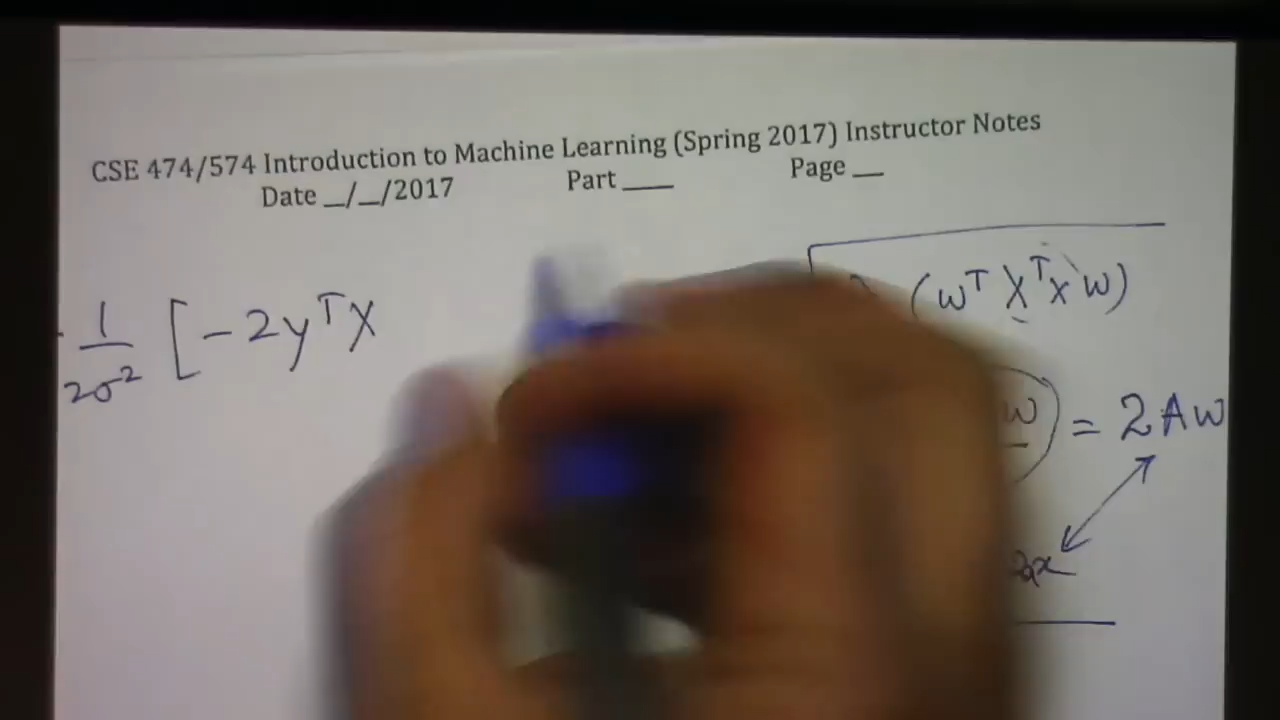 CSE 474/574 Introduction to Machine Learning (Spring 2017) Instructor Notes
Date __/__/2017 Part ____ Page __
1/2σ² [ -2yᵀX
(wᵀXᵀXw)
w) = 2Aw
2x